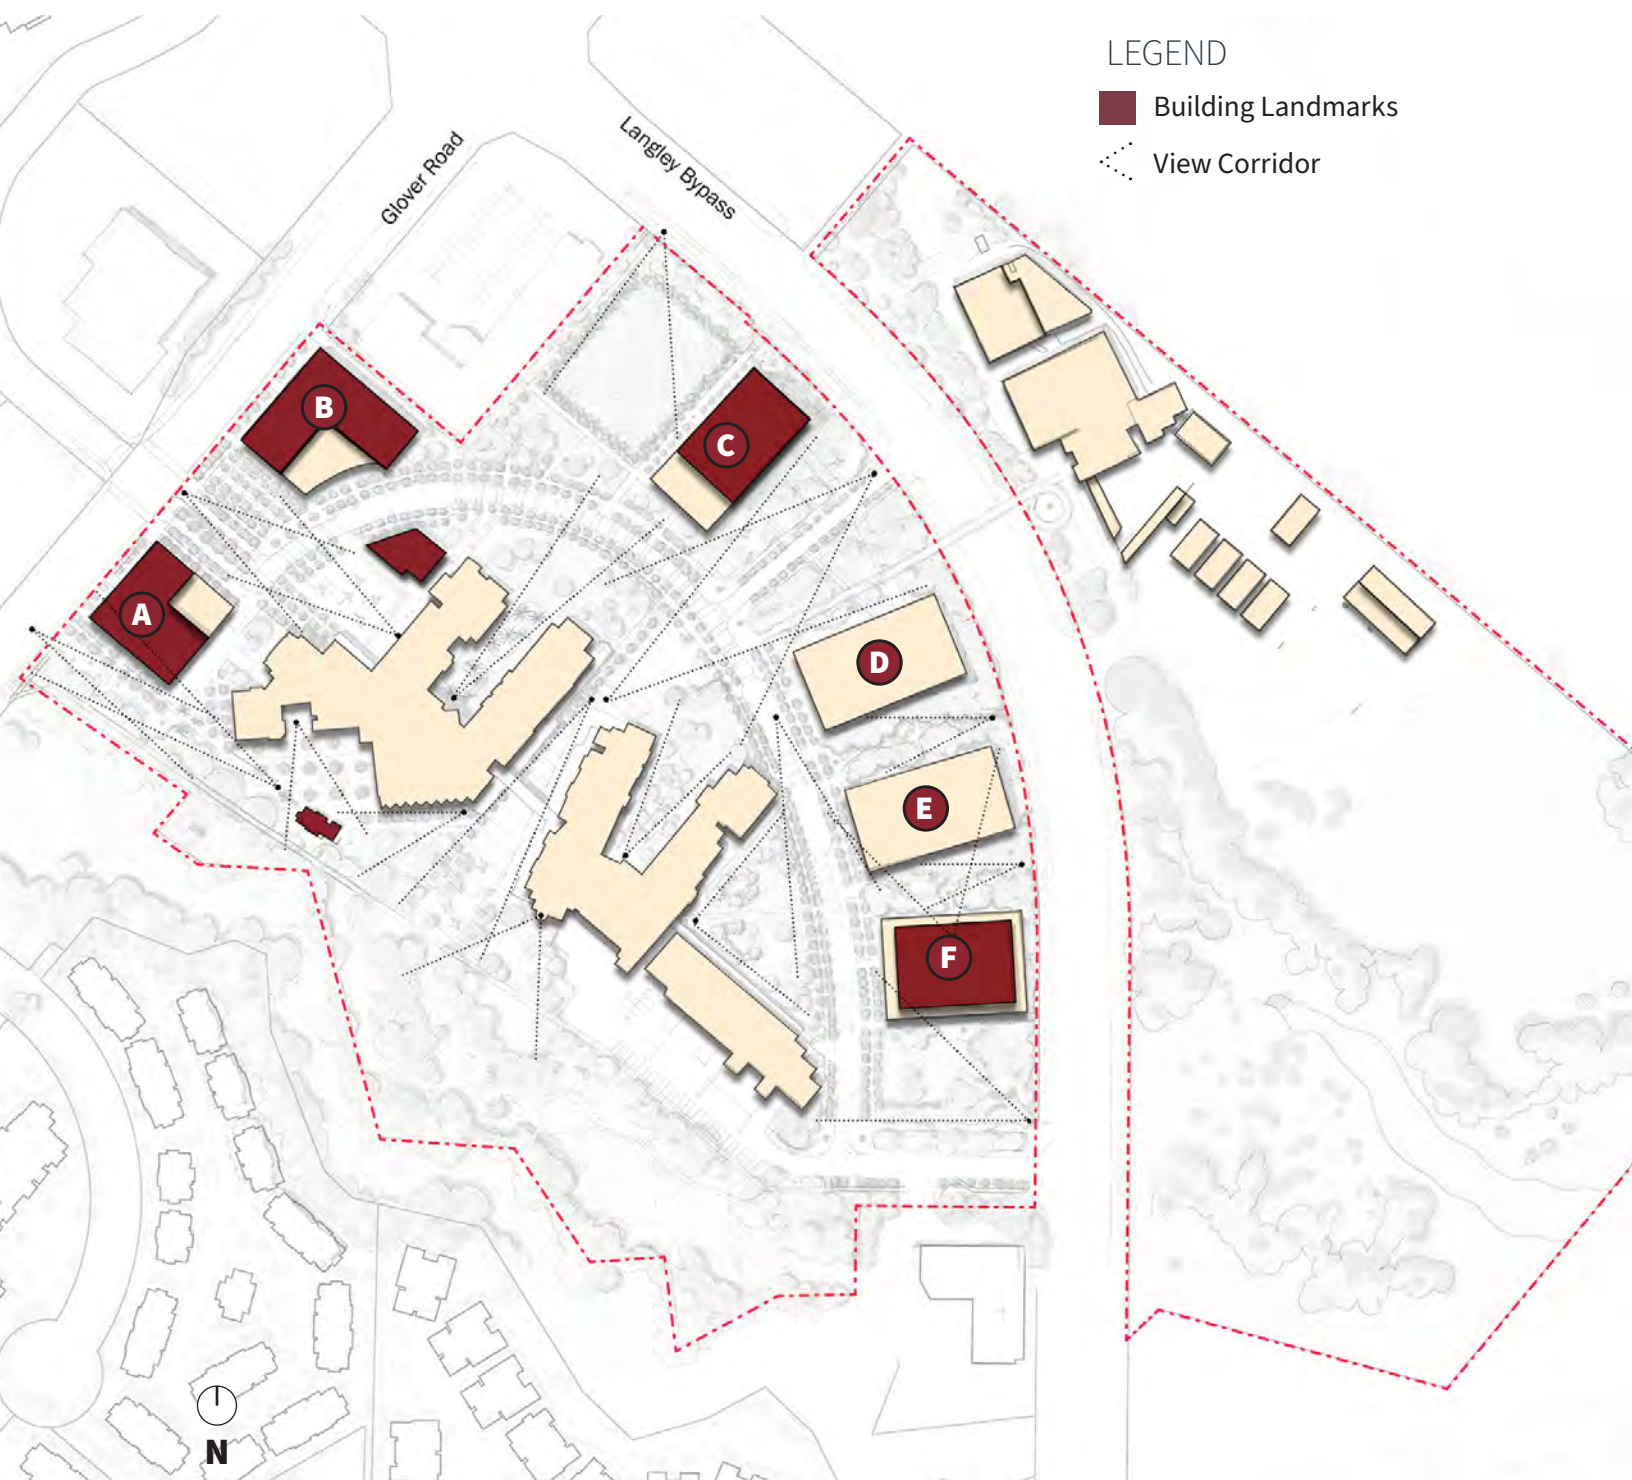 LEGEND
Building Landmarks
View Corridor
Glover Road
Langley Bypass
B
C
A
D
E
F
N